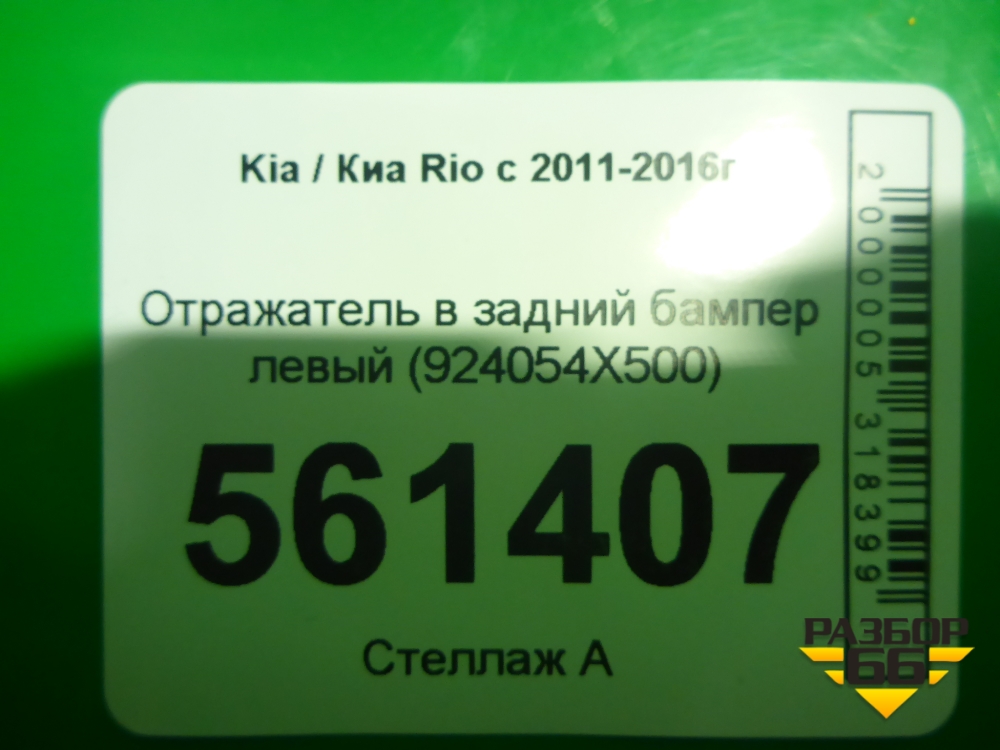 Kia / Киа Rio с 2011-2016г
Отражатель в задний бампер
левый (924054X500)
561407
Стеллаж А
2000005318399
РАЗБОР
66